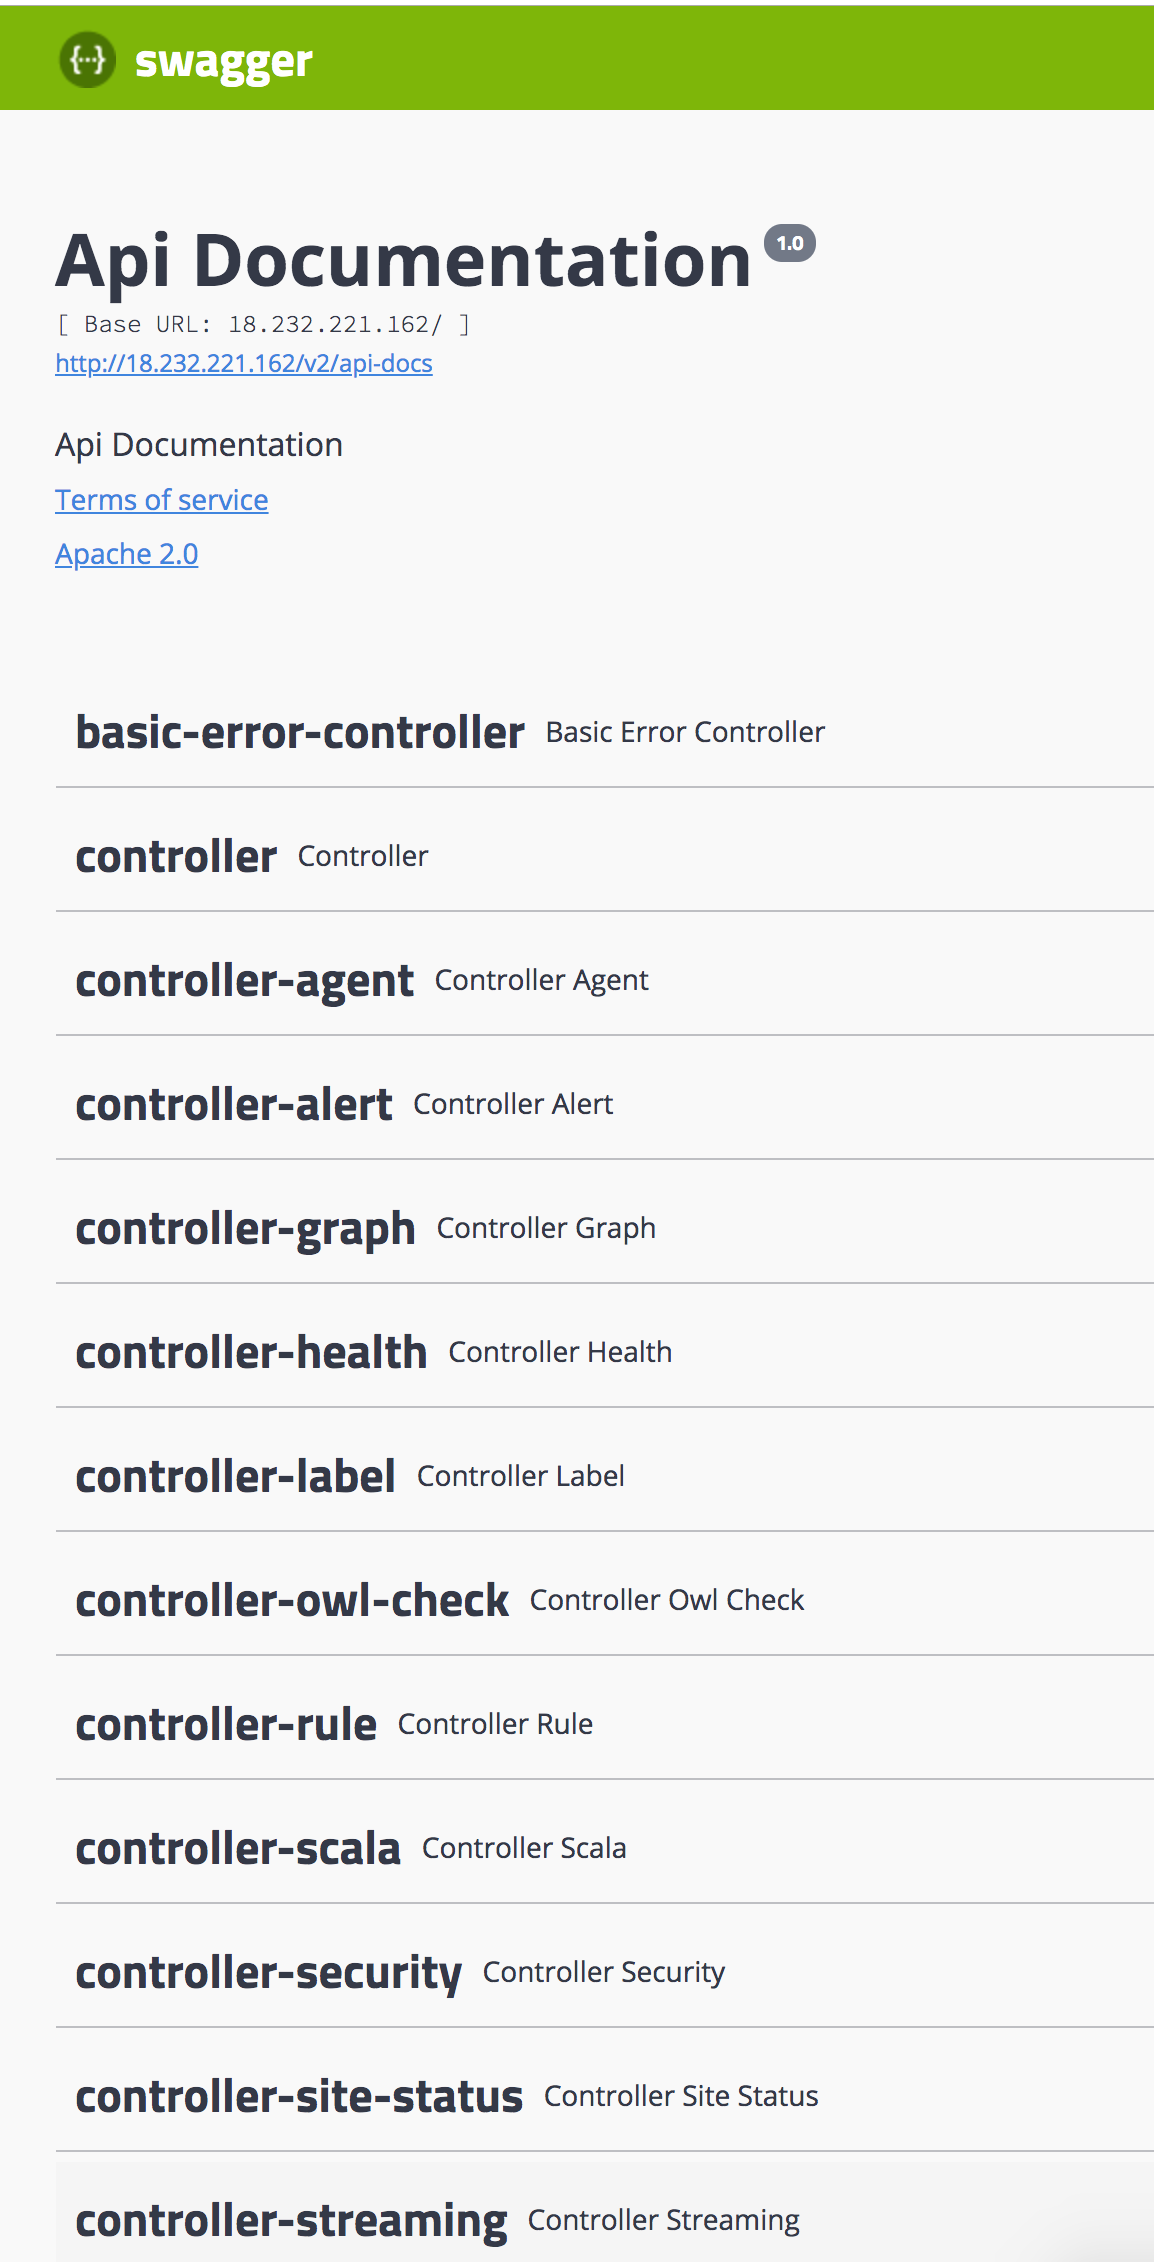 {...} swagger
Api Documentation 1.0
[ Base URL: 18.232.221.162/ ]
http://18.232.221.162/v2/api-docs
Api Documentation
Terms of service
Apache 2.0
basic-error-controller Basic Error Controller
controller Controller
controller-agent Controller Agent
controller-alert Controller Alert
controller-graph Controller Graph
controller-health Controller Health
controller-label Controller Label
controller-owl-check Controller Owl Check
controller-rule Controller Rule
controller-scala Controller Scala
controller-security Controller Security
controller-site-status Controller Site Status
controller-streaming Controller Streaming